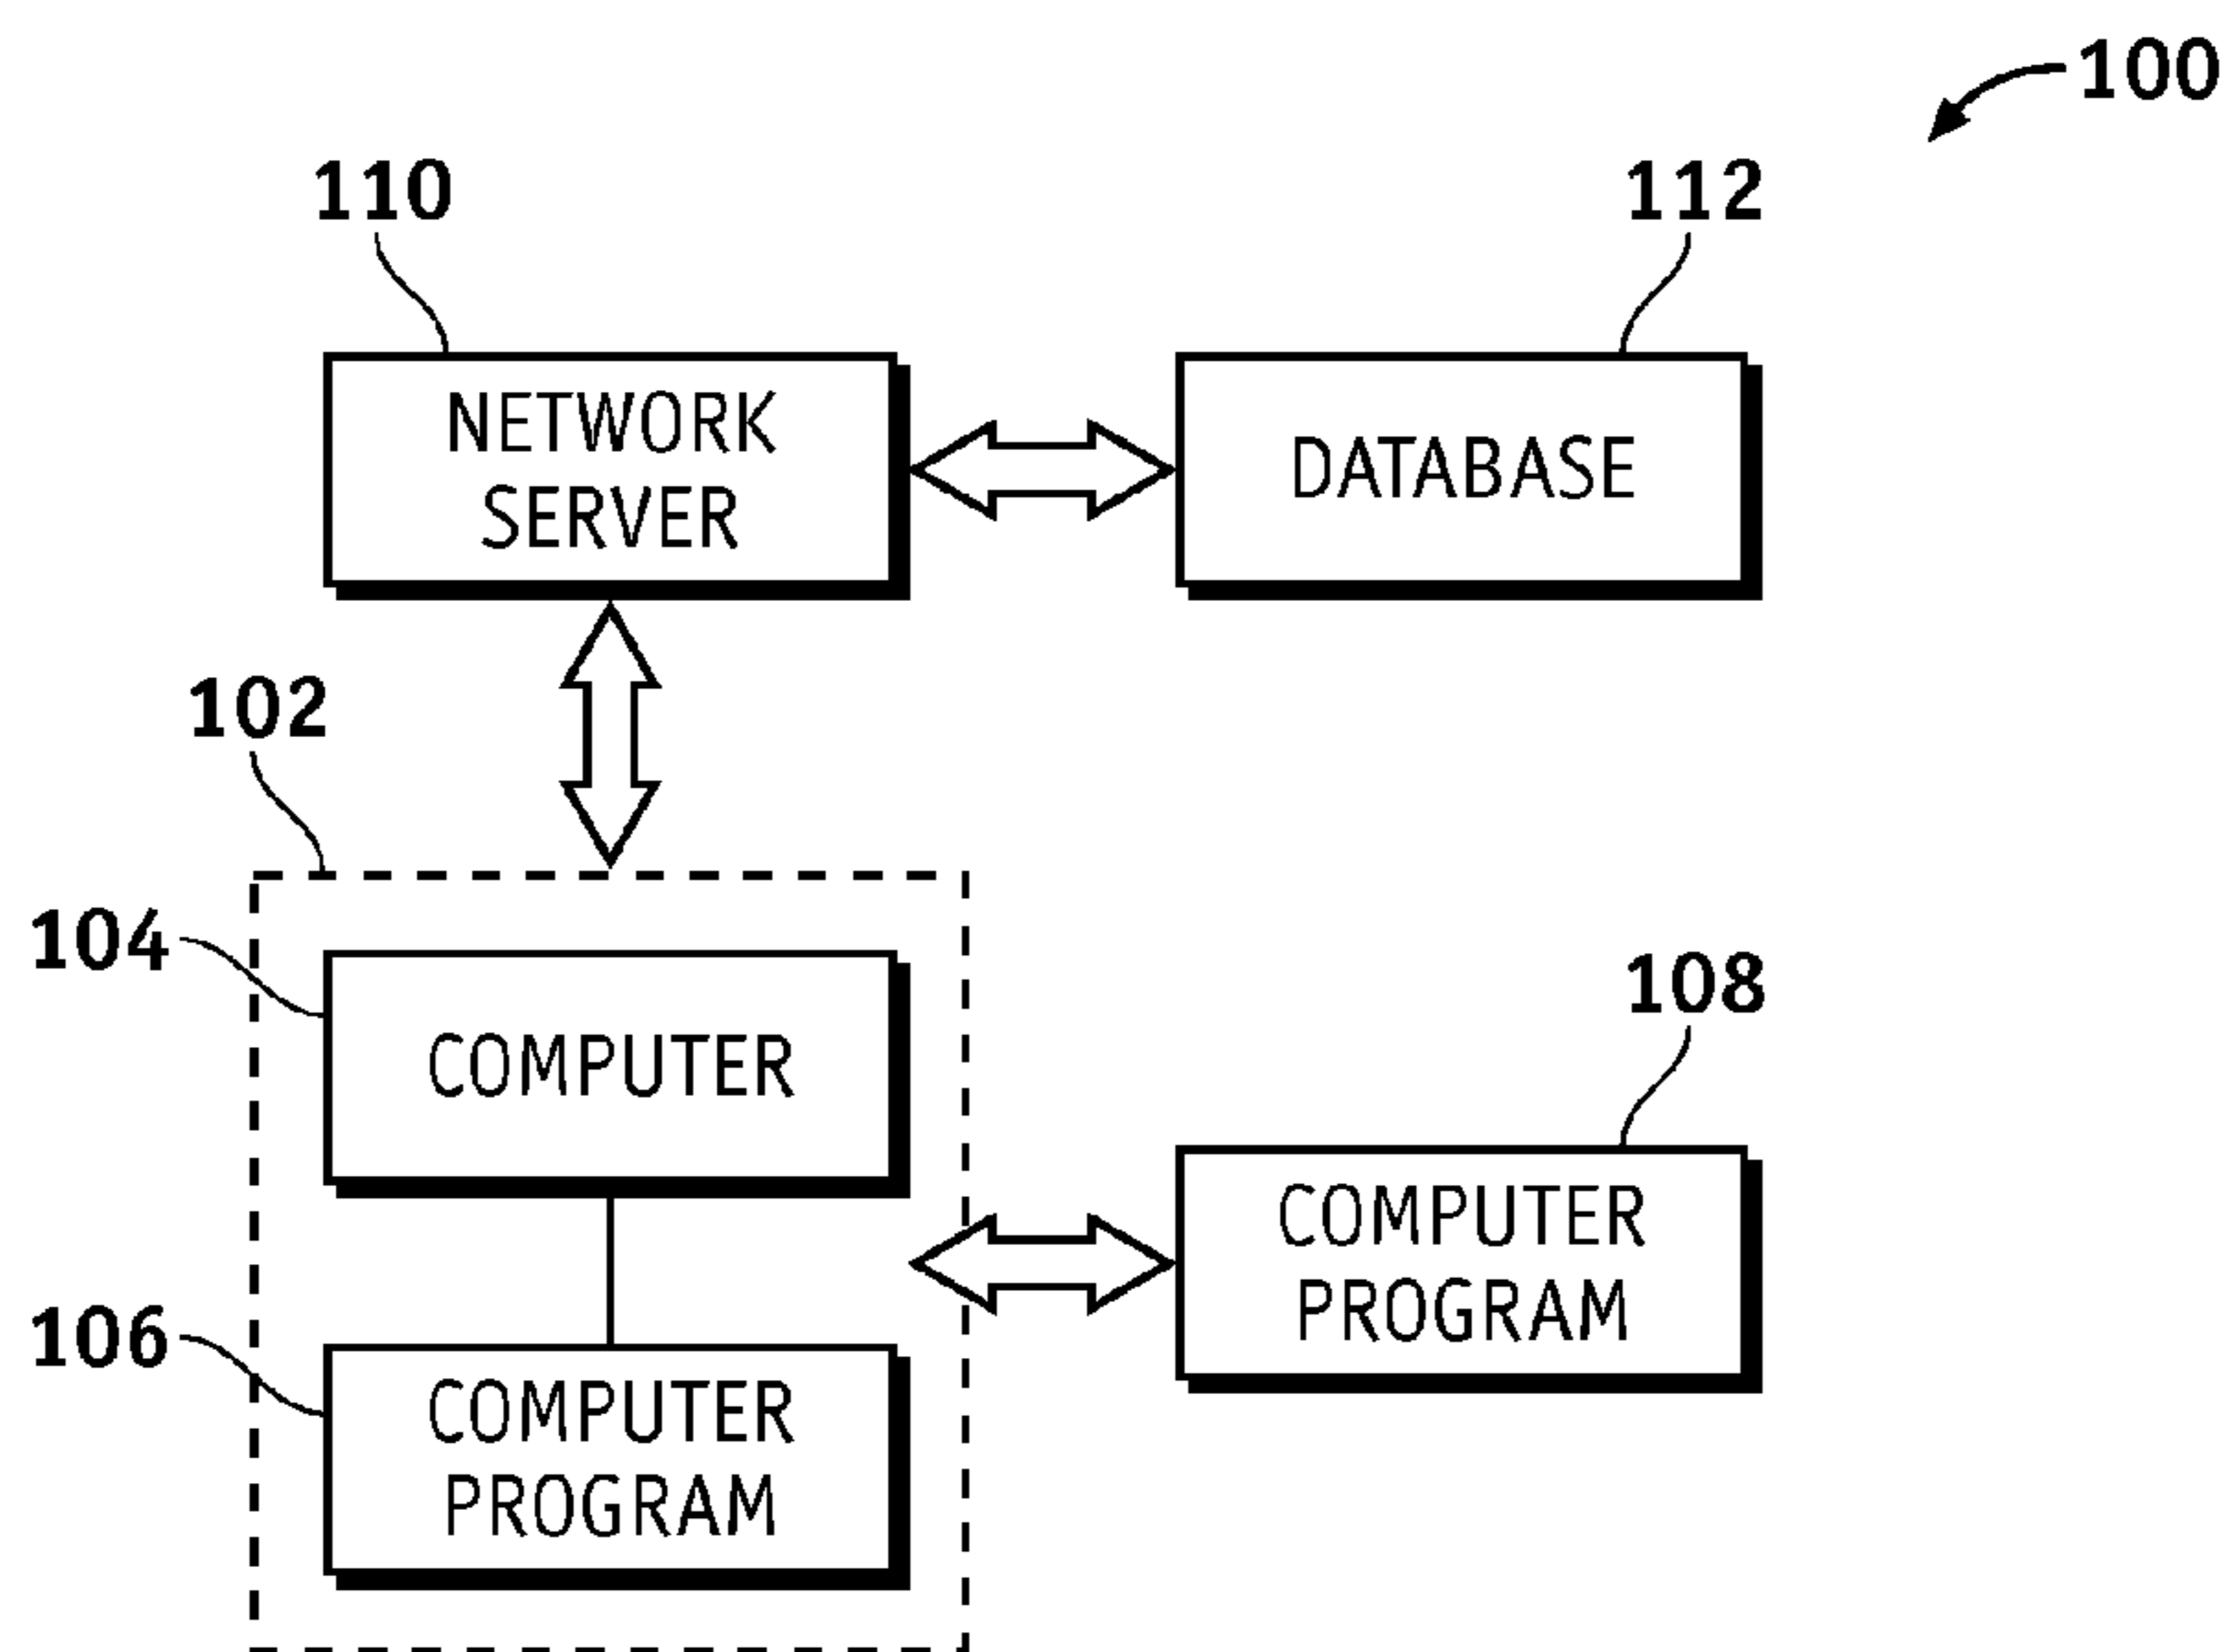 100
110
112
NETWORK
SERVER
DATABASE
102
104
COMPUTER
108
COMPUTER
PROGRAM
106
COMPUTER
PROGRAM